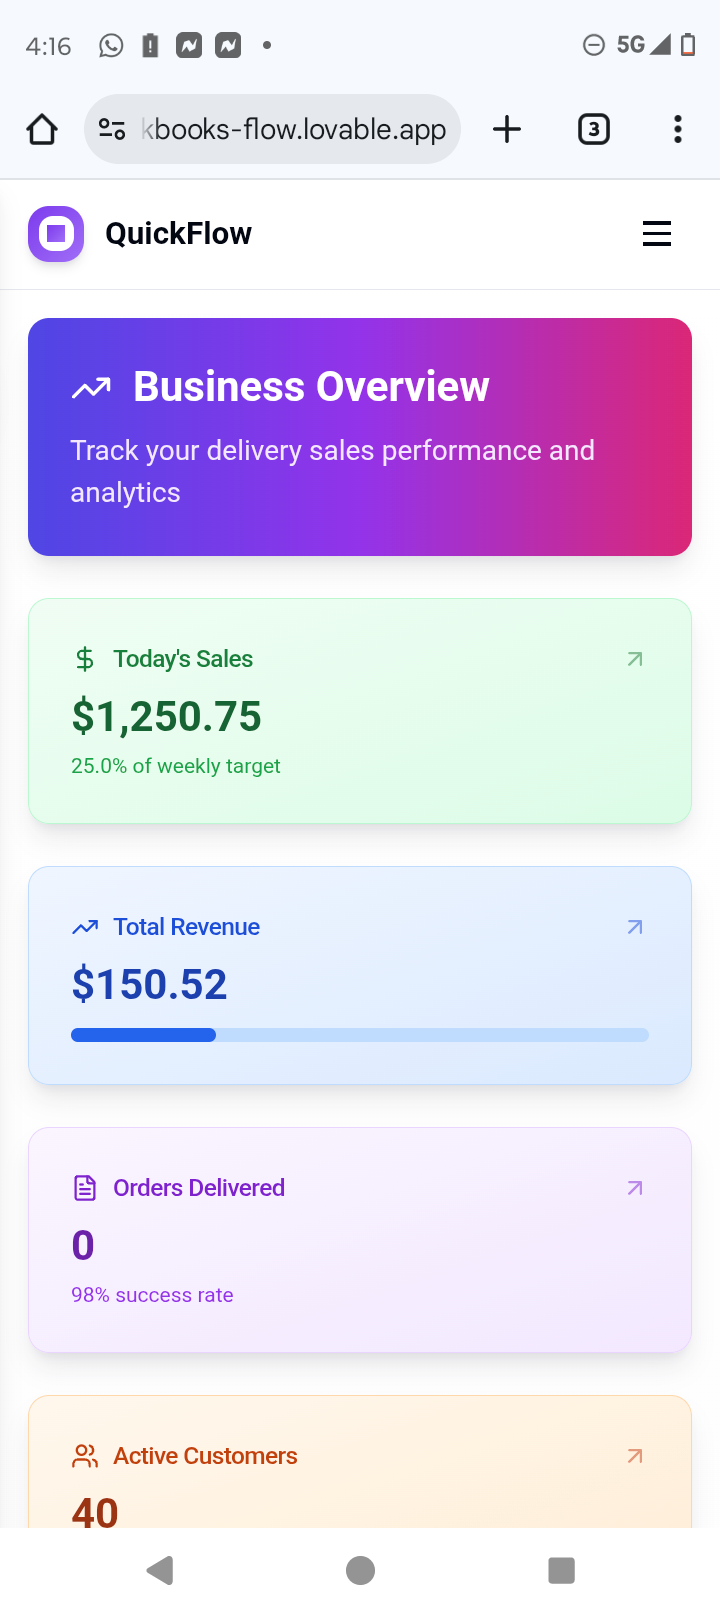 4:16
5G
kbooks-flow.lovable.app
3
QuickFlow
Business Overview
Track your delivery sales performance and
analytics
Today's Sales
$1,250.75
25.0% of weekly target
Total Revenue
$150.52
Orders Delivered
0
98% success rate
Active Customers
40